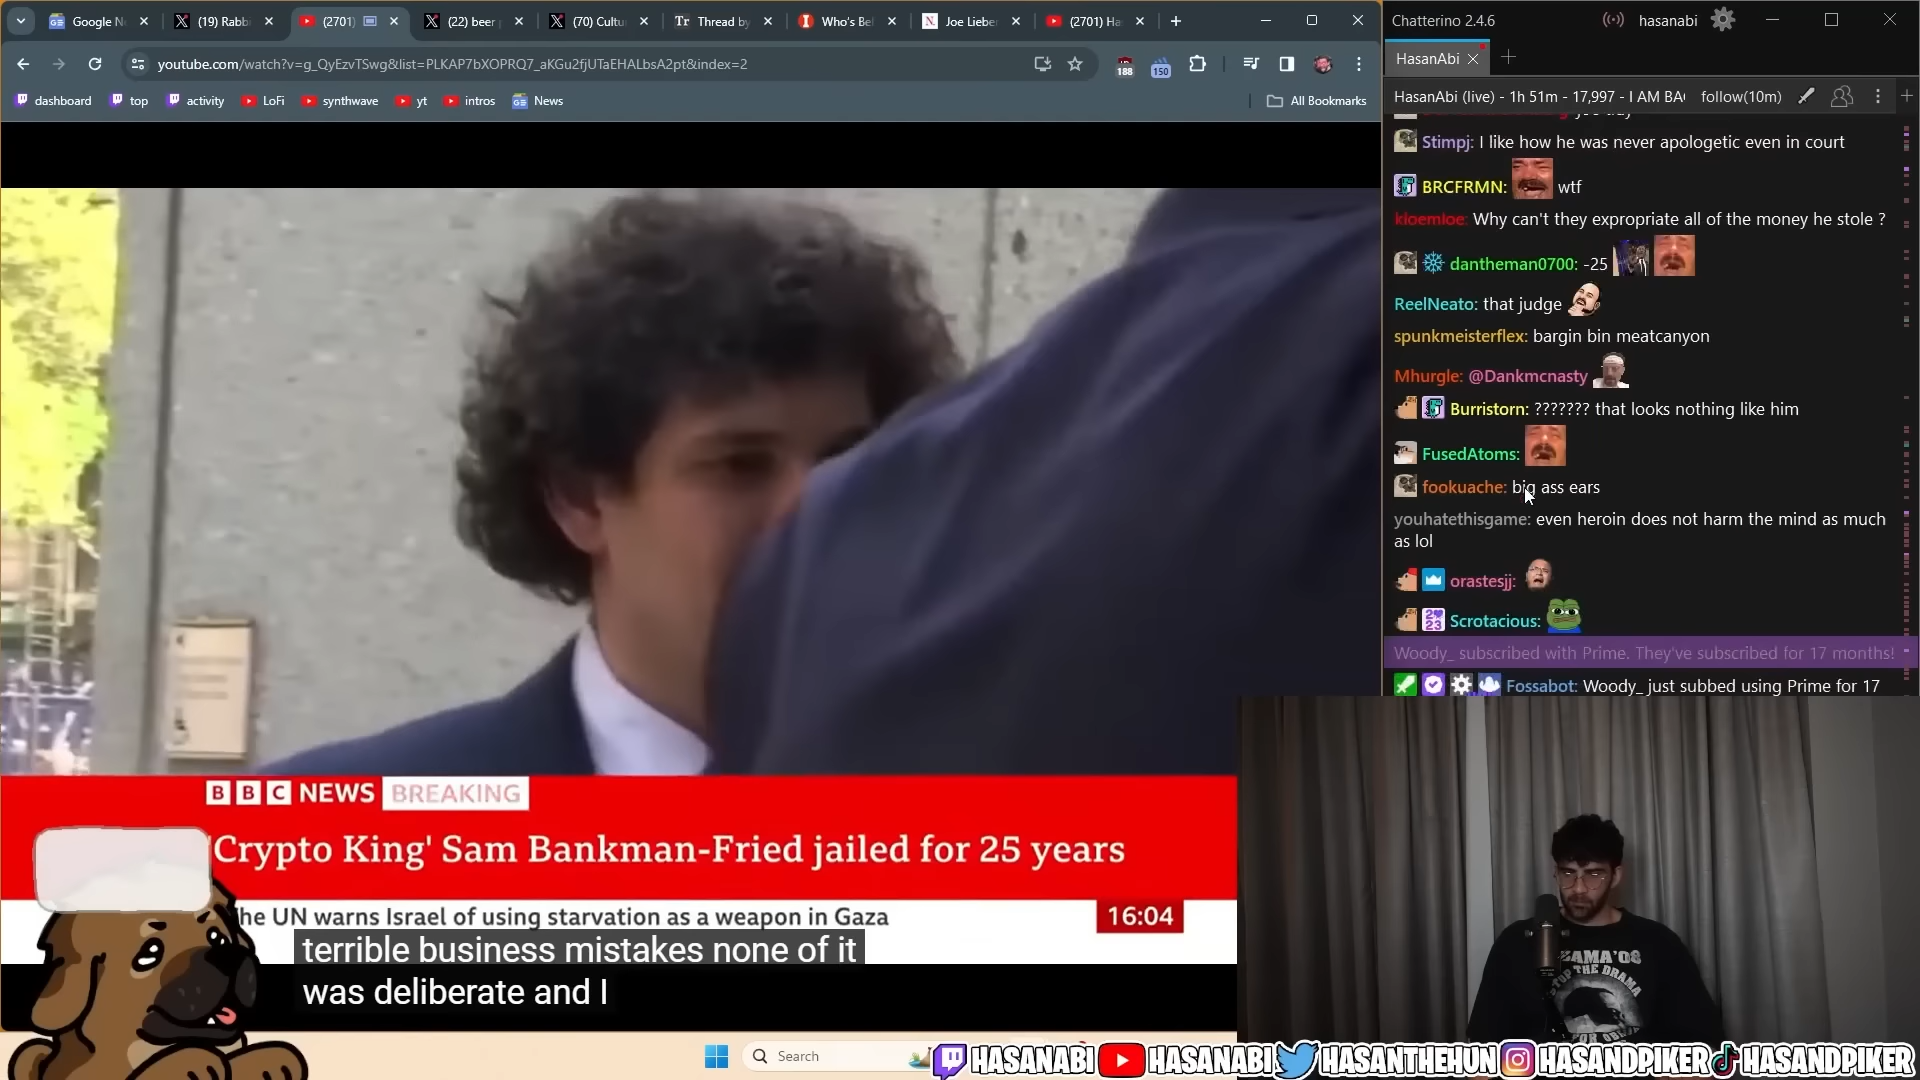 Google N
(19) Rabb
(2701)
(22) beer
(70) Cultu
Tr
Thread by
Who's Bel
N.
Joe Lieber
(2701) Ha
youtube.com/watch?v=g_QyEzvTSwg&list=PLKAP7bXOPRQ7_aKGu2fjUTaEHALbsA2pt&index=2
188
150
dashboard
top
activity
LoFi
synthwave
yt
intros
News
All Bookmarks
BBC NEWS BREAKING
'Crypto King' Sam Bankman-Fried jailed for 25 years
he UN warns Israel of using starvation as a weapon in Gaza
16:04
terrible business mistakes none of it
was deliberate and I
Search
Chatterino 2.4.6
hasanabi
HasanAbi
HasanAbi (live) - 1h 51m - 17,997 - I AM BA
follow(10m)
Stimpj: I like how he was never apologetic even in court
BRCFRMN: wtf
kloemloe: Why can't they expropriate all of the money he stole ?
dantheman0700: -25
ReelNeato: that judge
spunkmeisterflex: bargin bin meatcanyon
Mhurgle: @Dankmcnasty
Burristorn: ??????? that looks nothing like him
FusedAtoms:
fookuache: big ass ears
youhatethisgame: even heroin does not harm the mind as much
as lol
orastesjj:
Scrotacious:
Woody_ subscribed with Prime. They've subscribed for 17 months!
Fossabot: Woody_ just subbed using Prime for 17
HASANABI
HASANABI
HASANTHEHUN
HASANDPIKER
HASANDPIKER